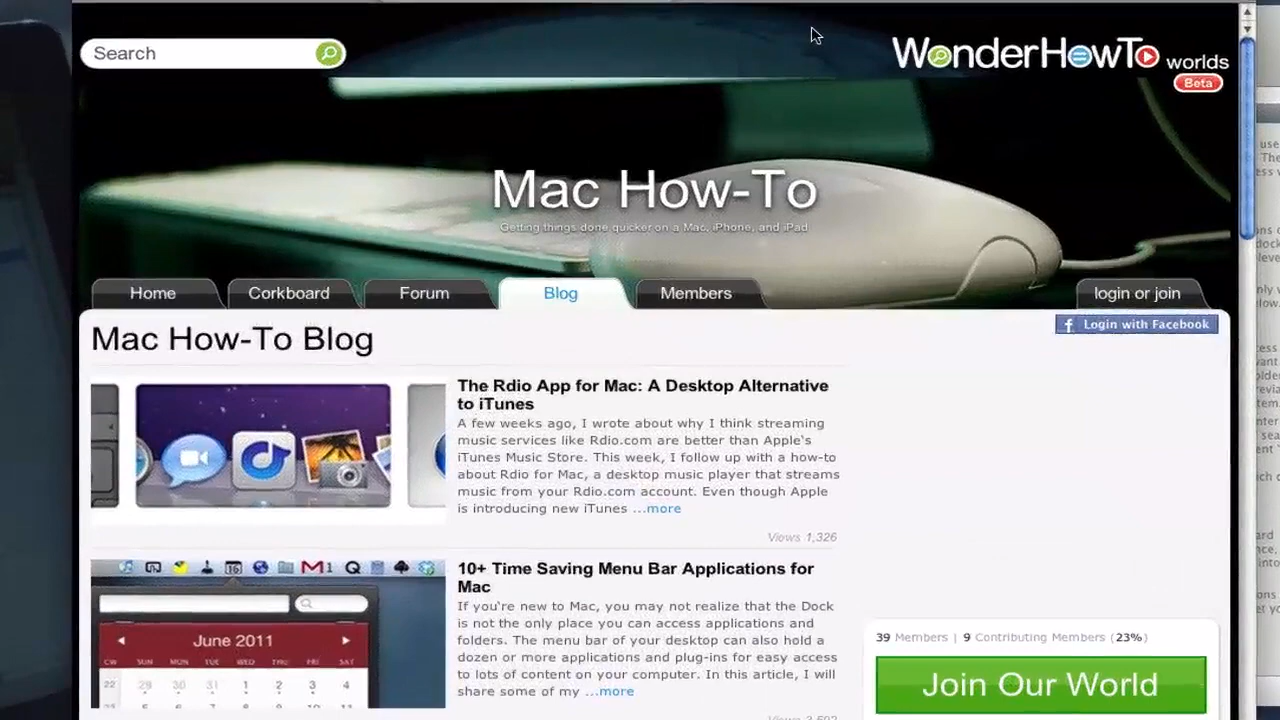 Search
WonderHowTo worlds
Beta
Mac How-To
Getting things done quicker on a Mac, iPhone, and iPad
Home
Corkboard
Forum
Blog
Members
login or join
Login with Facebook
Mac How-To Blog
The Rdio App for Mac: A Desktop Alternative
to iTunes
A few weeks ago, I wrote about why I think streaming
music services like Rdio.com are better than Apple's
iTunes Music Store. This week, I follow up with a how-to
about Rdio for Mac, a desktop music player that streams
music from your Rdio.com account. Even though Apple
is introducing new iTunes ...more
Views 1,326
10+ Time Saving Menu Bar Applications for
Mac
If you're new to Mac, you may not realize that the Dock
is not the only place you can access applications and
folders. The menu bar of your desktop can also hold a
dozen or more applications and plug-ins for easy access
to lots of content on your computer. In this article, I will
share some of my ...more
June 2011
CW SUN MON TUE WED THU FRI SAT
22 29 30 31 1 2 3 4
39 Members | 9 Contributing Members (23%)
Join Our World